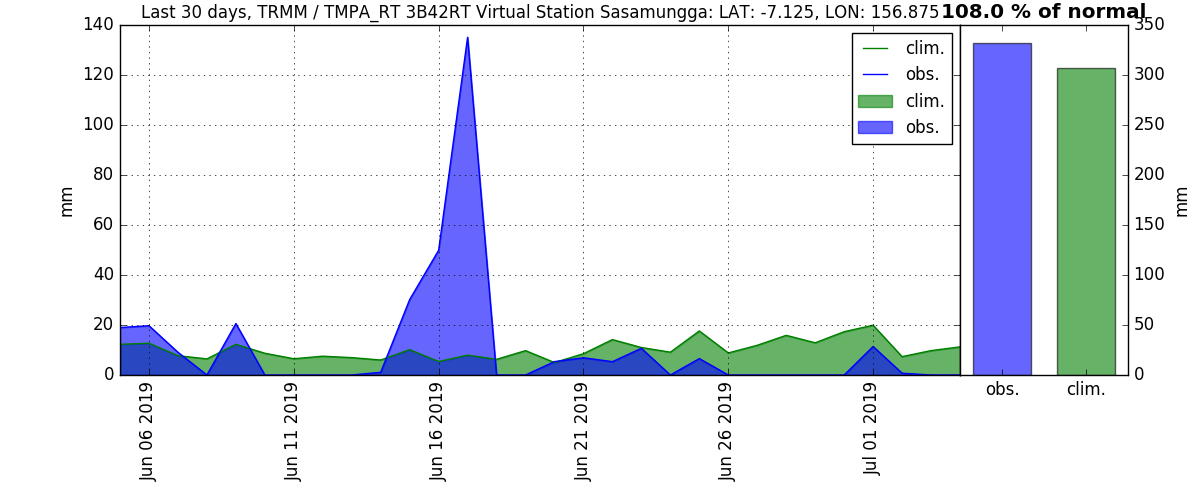 Last 30 days, TRMM / TMPA_RT 3B42RT Virtual Station Sasamungga: LAT: -7.125, LON: 156.875
108.0 % of normal
140
120
100
80
60
40
20
0
mm
clim.
obs.
clim.
obs.
350
300
250
200
150
100
50
0
mm
Jun 06 2019
Jun 11 2019
Jun 16 2019
Jun 21 2019
Jun 26 2019
Jul 01 2019
obs.
clim.